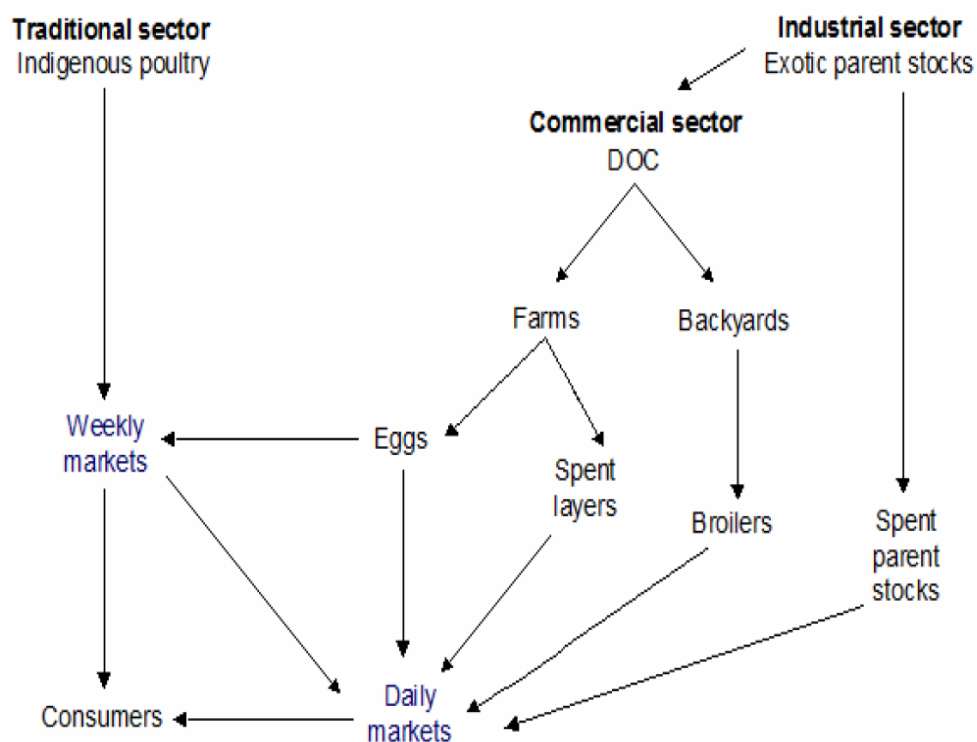 Traditional sector
Indigenous poultry
Industrial sector
Exotic parent stocks
Commercial sector
DOC
Farms
Backyards
Weekly
markets
Eggs
Spent
layers
Broilers
Spent
parent
stocks
Consumers
Daily
markets